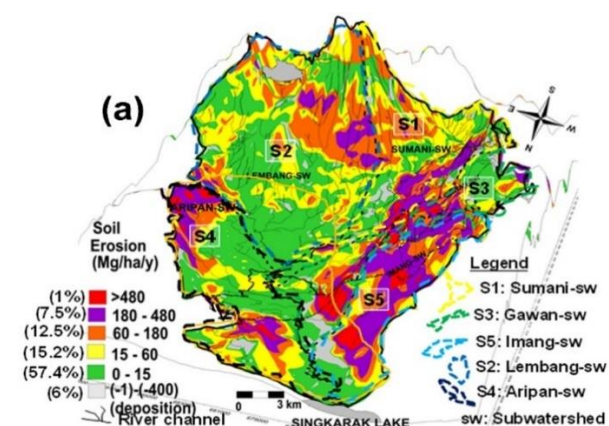 (a)
S
E
W
N
S1
SUMANI-SW
S2
LEMBANG-SW
S3
ARIPAN-SW
S4
S5
Soil
Erosion
(Mg/ha/y)
(1%) >480
(7.5%) 180 - 480
(12.5%) 60 - 180
(15.2%) 15 - 60
(57.4%) 0 - 15
(6%) (-1)-(-400)
(deposition)
River channel
0 3 km
SINGKARAK LAKE
Legend
S1: Sumani-sw
S3: Gawan-sw
S5: Imang-sw
S2: Lembang-sw
S4: Aripan-sw
sw: Subwatershed